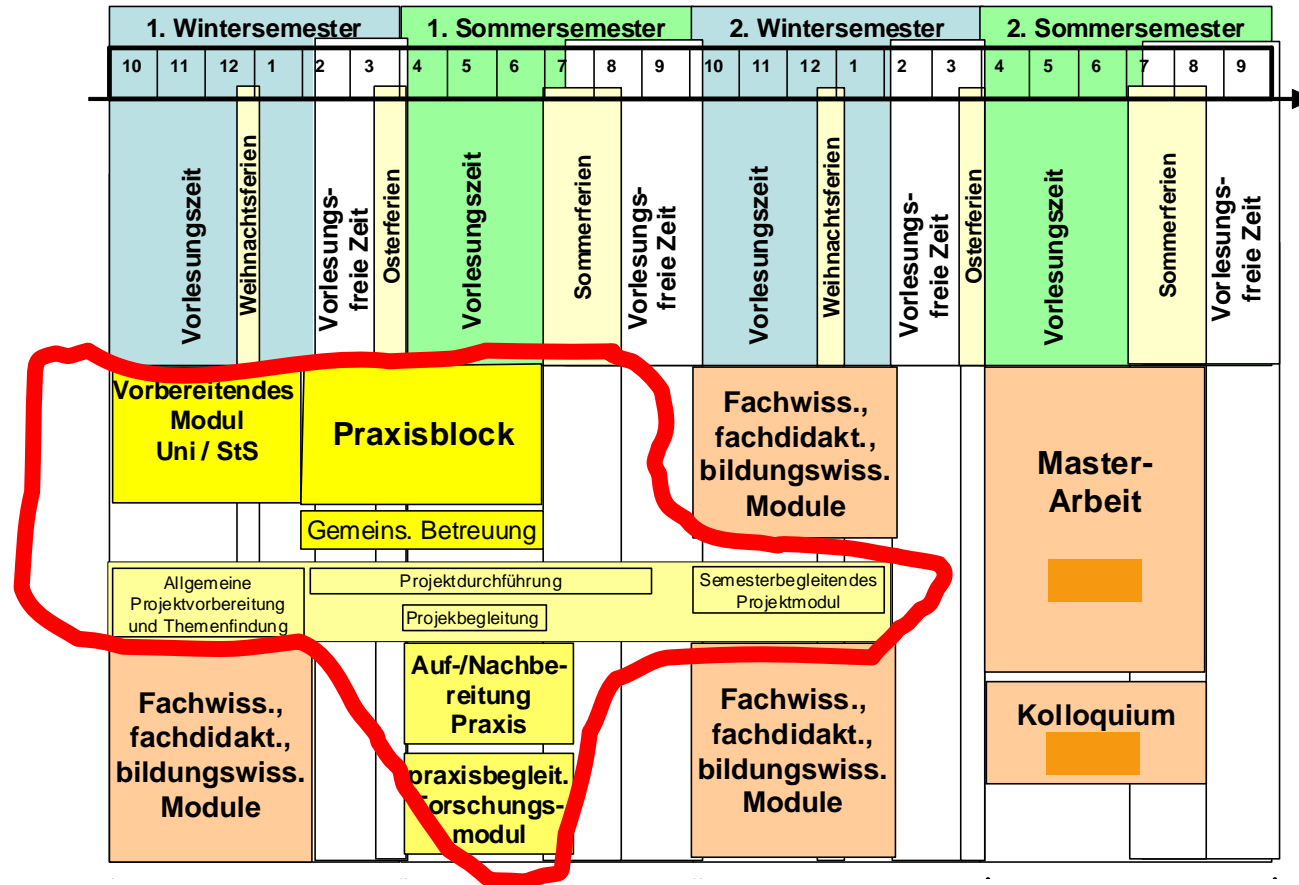 1. Wintersemester
1. Sommersemester
2. Wintersemester
2. Sommersemester
10 11 12 1 2 3 4 5 6 7 8 9 10 11 12 1 2 3 4 5 6 7 8 9
Vorlesungszeit
Weihnachtsferien
Vorlesungs-
freie Zeit
Osterferien
Vorlesungszeit
Sommerferien
Vorlesungs-
freie Zeit
Vorlesungszeit
Weihnachtsferien
Vorlesungs-
freie Zeit
Osterferien
Vorlesungszeit
Sommerferien
Vorlesungs-
freie Zeit
Vorbereitendes
Modul
Uni / StS
Praxisblock
Gemeins. Betreuung
Fachwiss.,
fachdidakt.,
bildungswiss.
Module
Master-
Arbeit
Allgemeine
Projektvorbereitung
und Themenfindung
Projektdurchführung
Projekbegleitung
Semesterbegleitendes
Projektmodul
Fachwiss.,
fachdidakt.,
bildungswiss.
Module
Auf-/Nachbe-
reitung
Praxis
praxisbegleit.
Forschungs-
modul
Fachwiss.,
fachdidakt.,
bildungswiss.
Module
Kolloquium